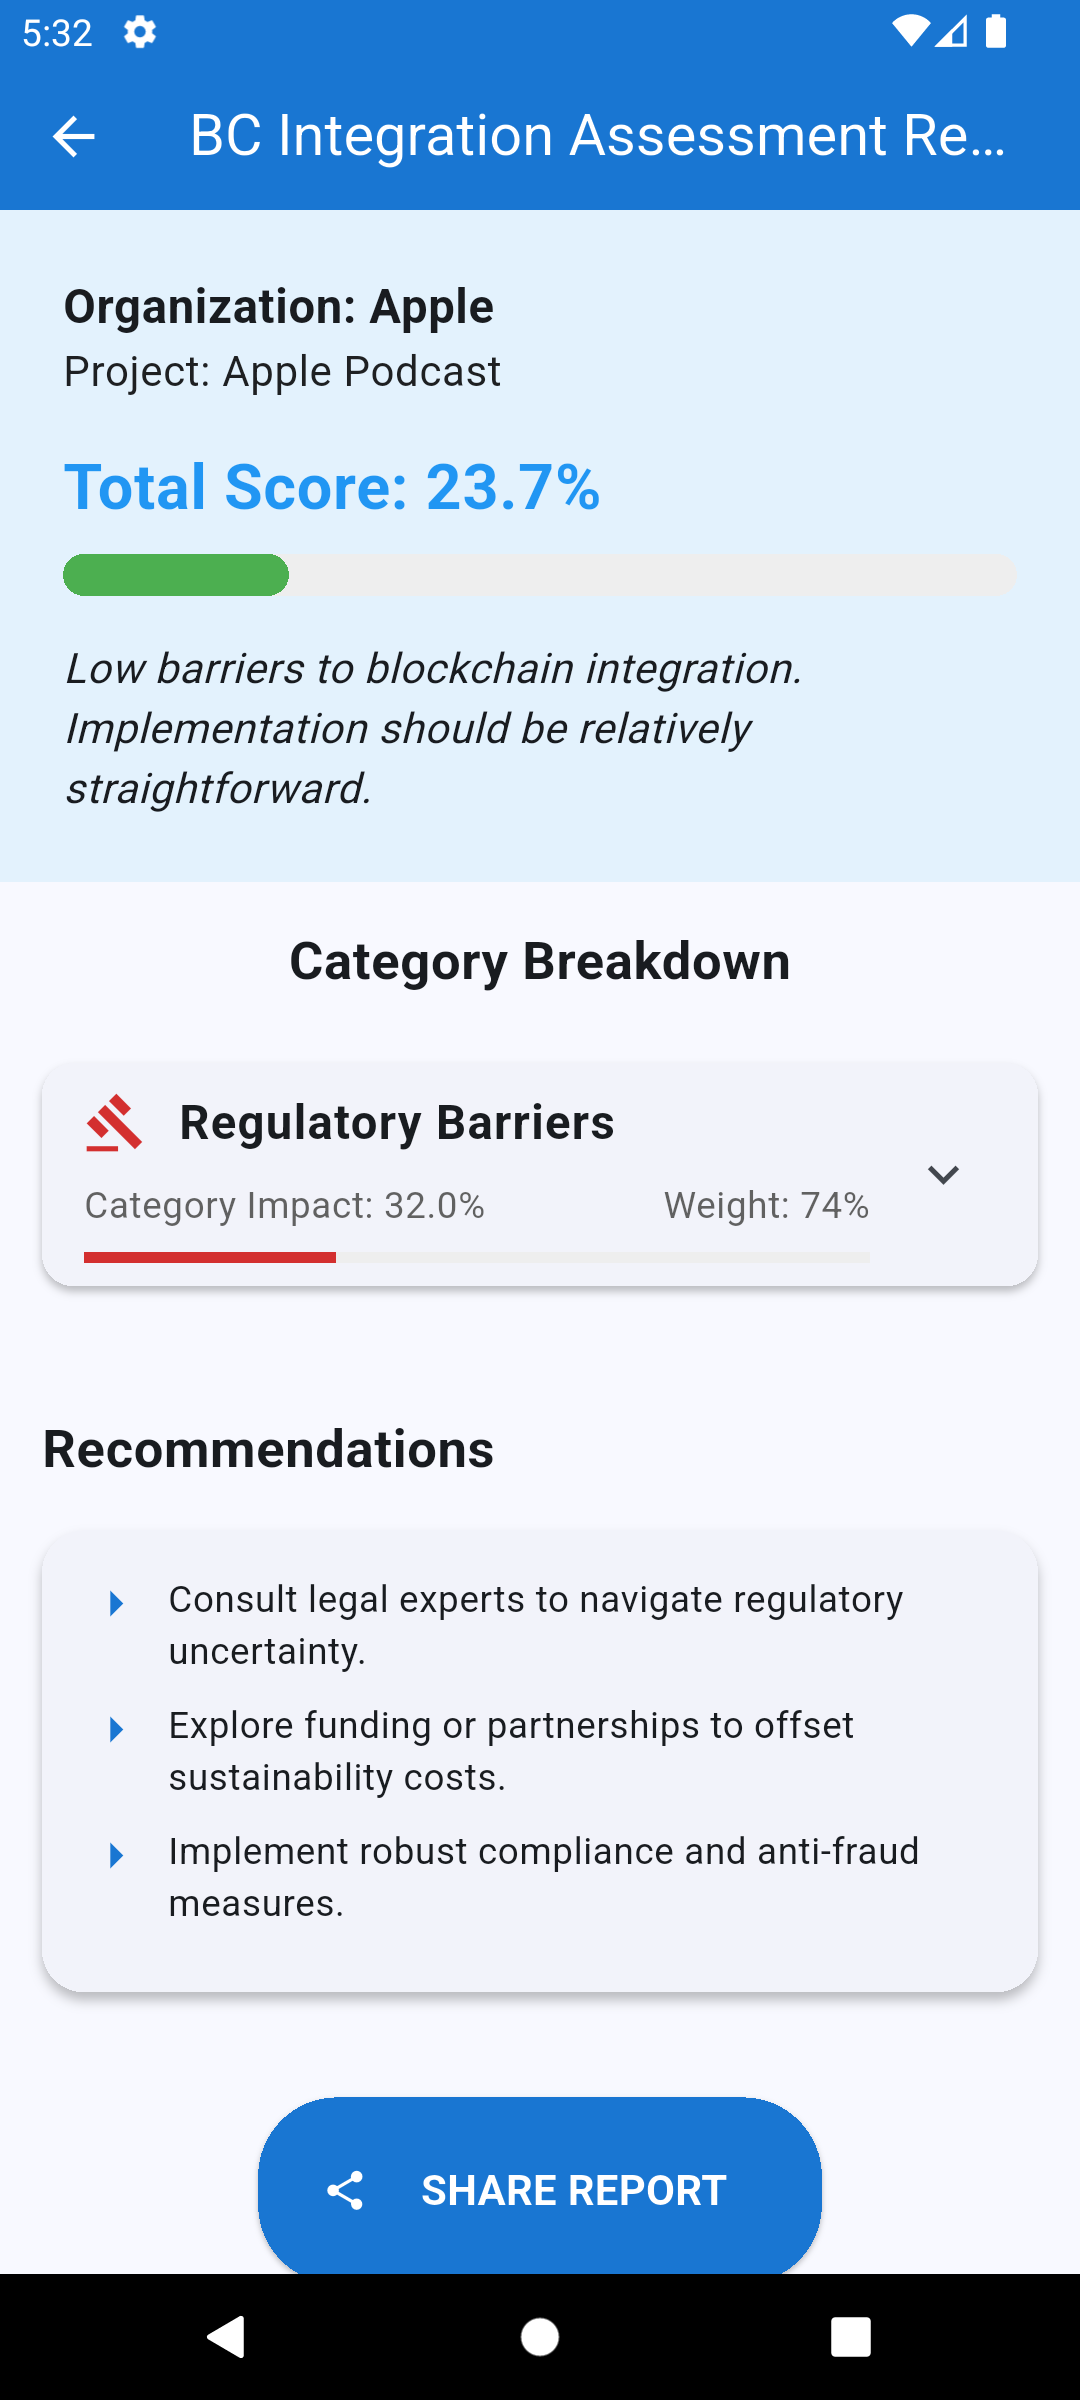 5:32
BC Integration Assessment Re...
Organization: Apple
Project: Apple Podcast
Total Score: 23.7%
Low barriers to blockchain integration.
Implementation should be relatively
straightforward.
Category Breakdown
Regulatory Barriers
Category Impact: 32.0% Weight: 74%
Recommendations
Consult legal experts to navigate regulatory
uncertainty.
Explore funding or partnerships to offset
sustainability costs.
Implement robust compliance and anti-fraud
measures.
SHARE REPORT